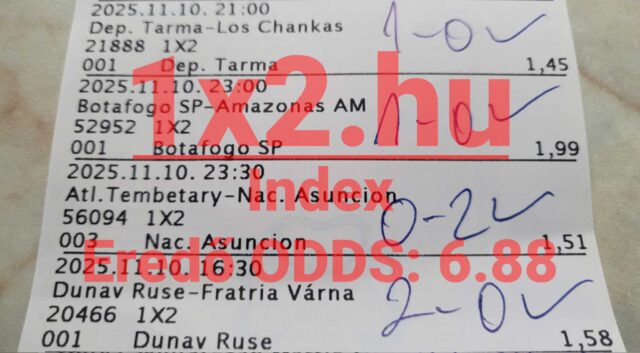 2025.11.10. 21:00
Dep. Tarma-Los Chankas
1-0 ✓
21888 1X2
001 Dep. Tarma 1,45
2025.11.10. 23:00
Botafogo SP-Amazonas AM
1-0 ✓
52952 1X2
001 Botafogo SP 1,99
2025.11.10. 23:30
Atl.Tembetary-Nac. Asuncion
0-2 ✓
56094 1X2
003 Nac. Asuncion 1,51
2025.11.10. 16:30
Dunav Ruse-Fratria Várna
2-0 ✓
20466 1X2
001 Dunav Ruse 1,58
1x2.hu
Index
Eredő ODDS: 6.88